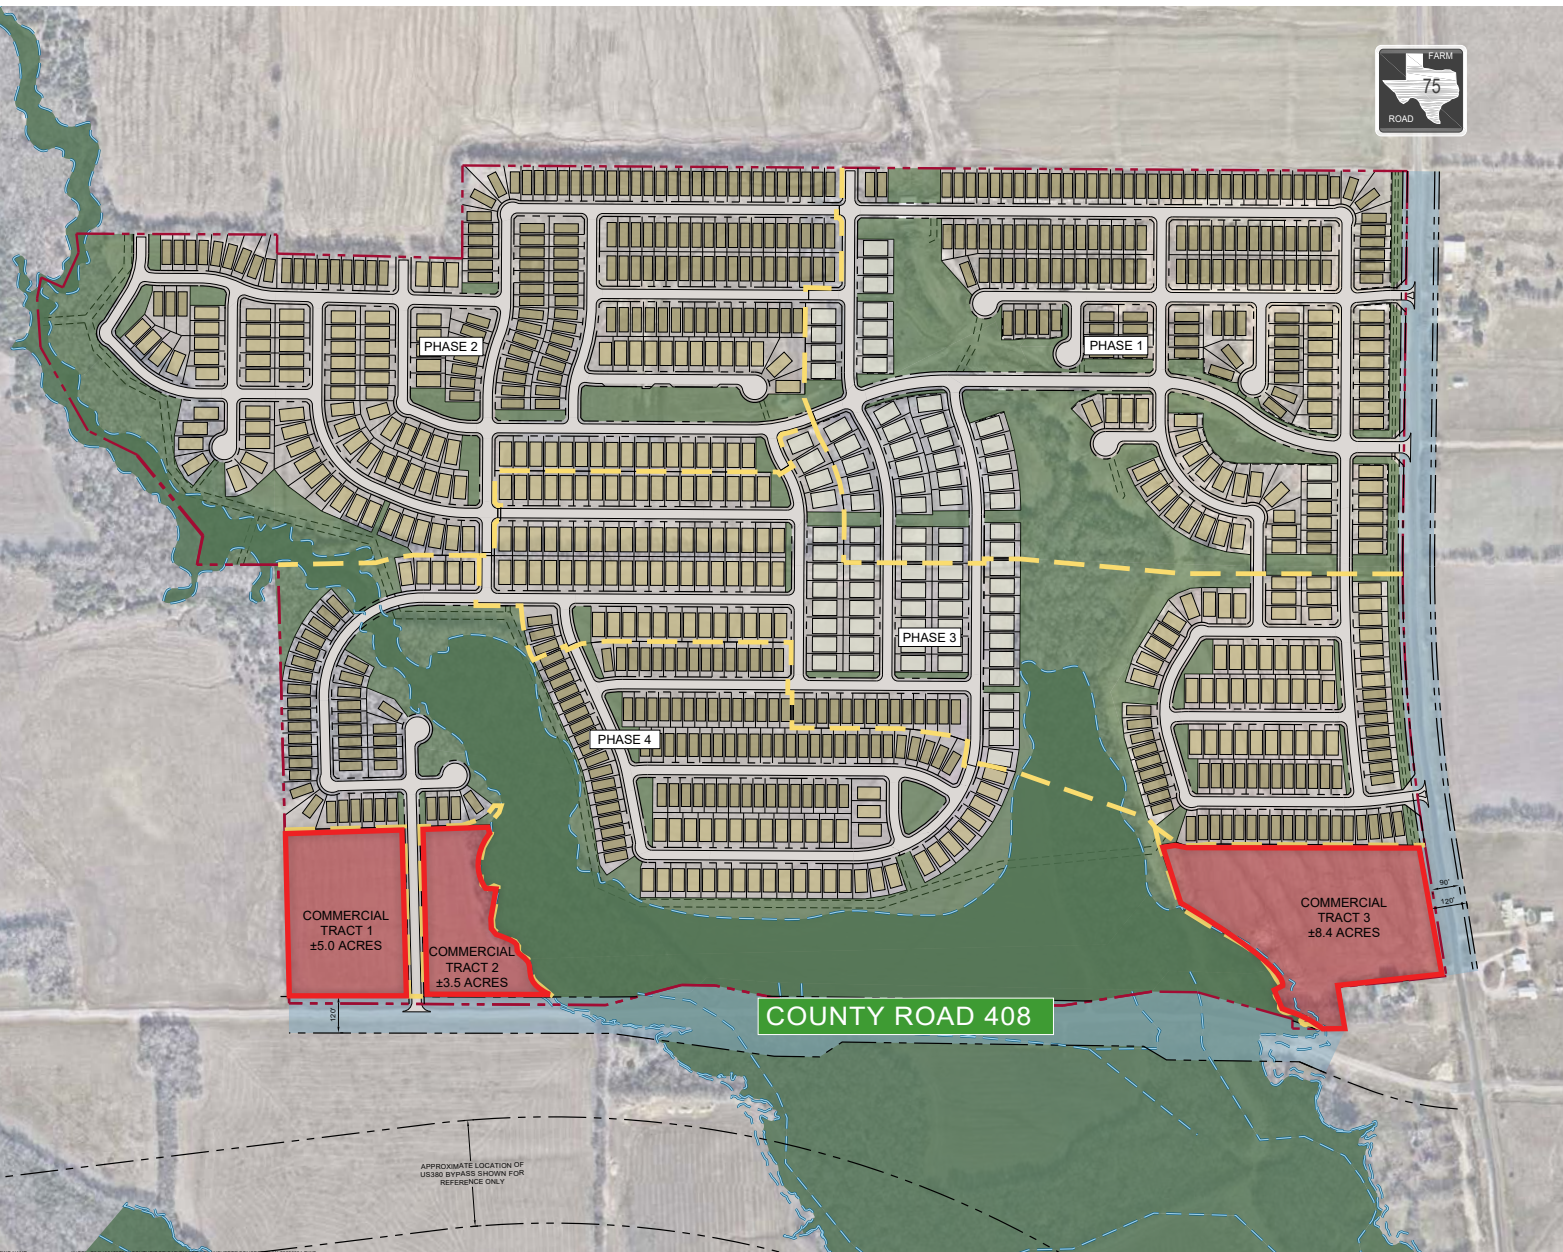 FARM
75
ROAD
PHASE 2
PHASE 1
PHASE 3
PHASE 4
90'
120'
COMMERCIAL
TRACT 1
±5.0 ACRES
COMMERCIAL
TRACT 2
±3.5 ACRES
COMMERCIAL
TRACT 3
±8.4 ACRES
120'
COUNTY ROAD 408
APPROXIMATE LOCATION OF
US380 BYPASS SHOWN FOR
REFERENCE ONLY